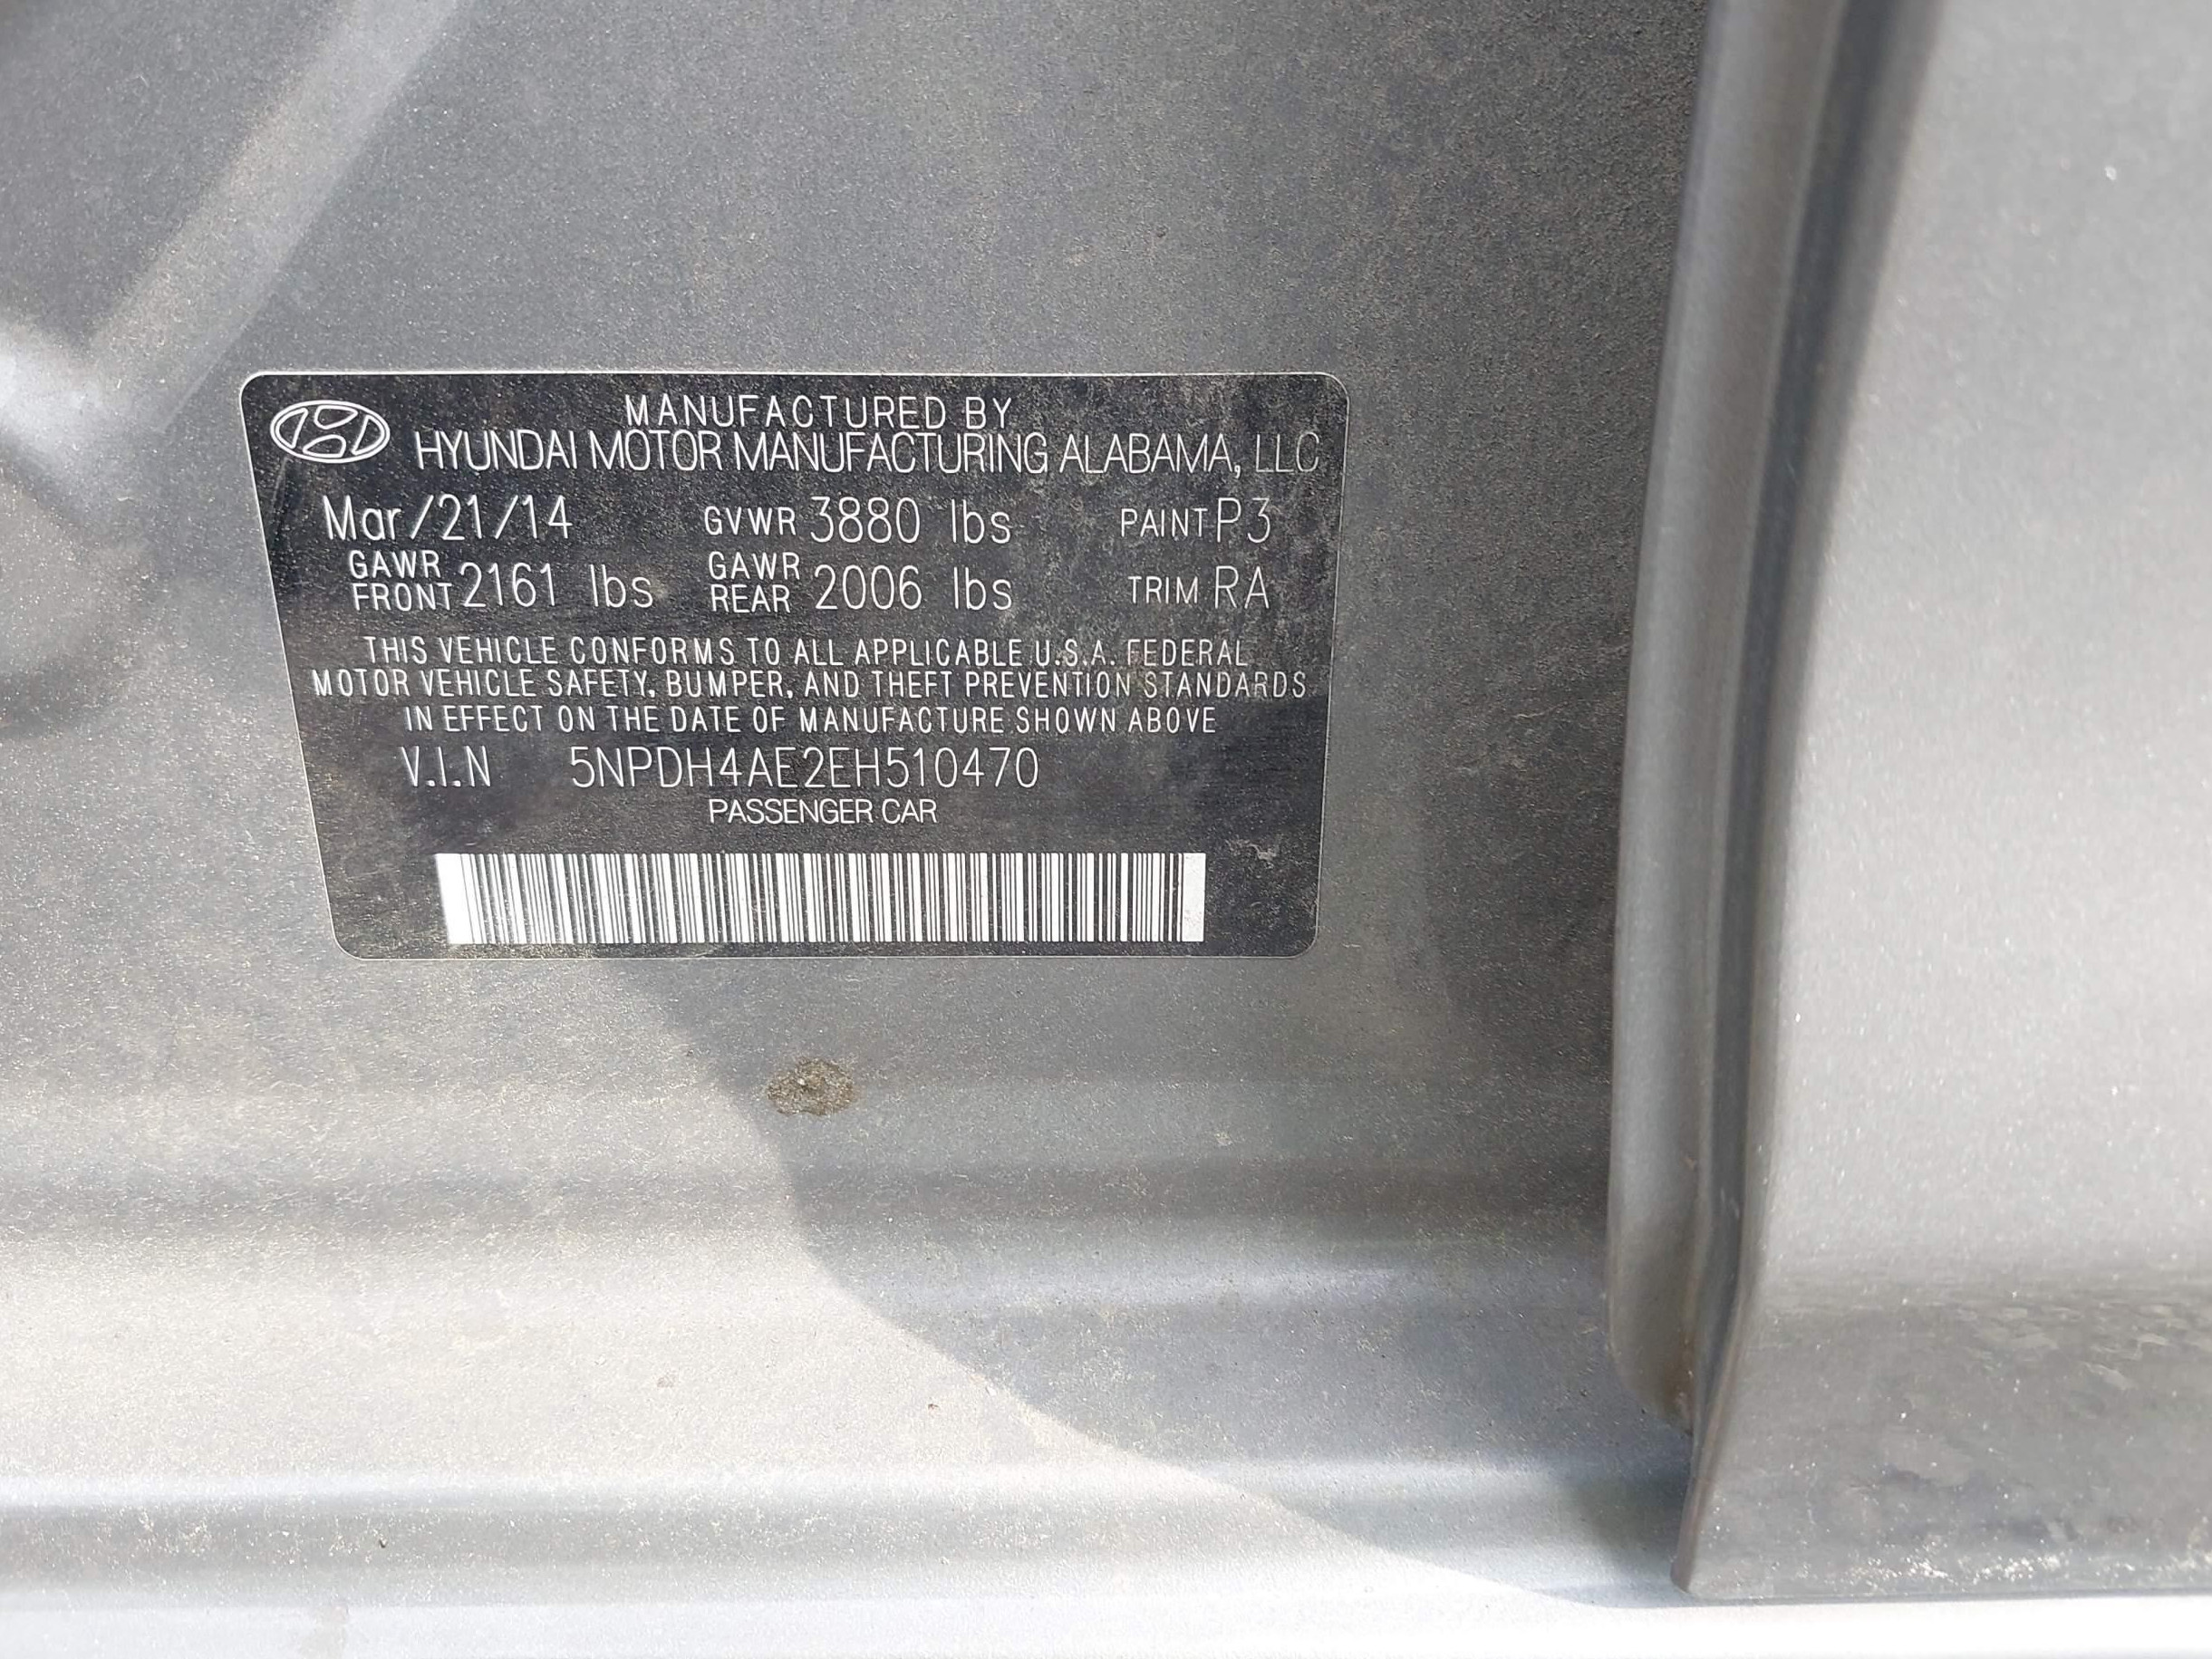 MANUFACTURED BY
HYUNDAI MOTOR MANUFACTURING ALABAMA, LLC
Mar/21/14 GVWR 3880 lbs PAINT P3
GAWR FRONT 2161 lbs GAWR REAR 2006 lbs TRIM RA
THIS VEHICLE CONFORMS TO ALL APPLICABLE U.S.A. FEDERAL
MOTOR VEHICLE SAFETY, BUMPER, AND THEFT PREVENTION STANDARDS
IN EFFECT ON THE DATE OF MANUFACTURE SHOWN ABOVE
V.I.N 5NPDH4AE2EH510470
PASSENGER CAR